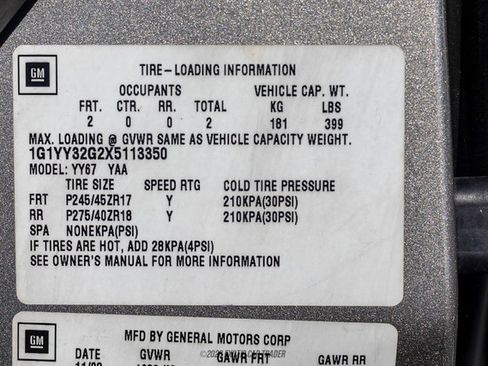 GM
TIRE-LOADING INFORMATION
OCCUPANTS VEHICLE CAP. WT.
FRT. CTR. RR. TOTAL KG LBS
2 0 0 2 181 399
MAX. LOADING @ GVWR SAME AS VEHICLE CAPACITY WEIGHT.
1G1YY32G2X5113350
MODEL: YY67 YAA
TIRE SIZE SPEED RTG COLD TIRE PRESSURE
FRT P245/45ZR17 Y 210KPA(30PSI)
RR P275/40ZR18 Y 210KPA(30PSI)
SPA NONEKPA(PSI)
IF TIRES ARE HOT, ADD 28KPA(4PSI)
SEE OWNER'S MANUAL FOR MORE INFORMATION
GM
MFD BY GENERAL MOTORS CORP
DATE GVWR GAWR FRT GAWR RR